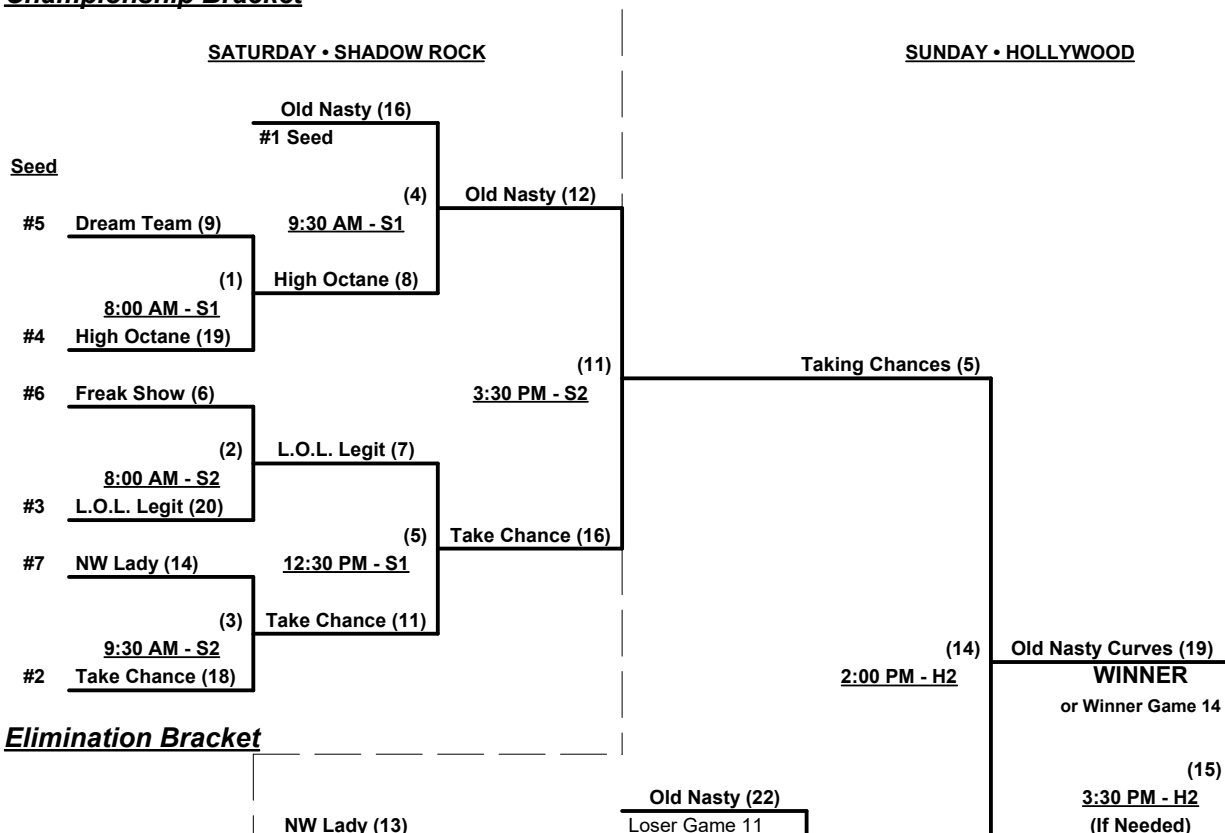 Championship Bracket
SATURDAY • SHADOW ROCK
SUNDAY • HOLLYWOOD
Old Nasty (16)
#1 Seed
Seed
(4)
Old Nasty (12)
#5
Dream Team (9)
9:30 AM - S1
(1)
High Octane (8)
8:00 AM - S1
#4
High Octane (19)
(11)
Taking Chances (5)
#6
Freak Show (6)
3:30 PM - S2
(2)
L.O.L. Legit (7)
8:00 AM - S2
#3
L.O.L. Legit (20)
(5)
Take Chance (16)
#7
NW Lady (14)
12:30 PM - S1
(3)
Take Chance (11)
9:30 AM - S2
(14)
Old Nasty Curves (19)
#2
Take Chance (18)
2:00 PM - H2
WINNER
or Winner Game 14
Elimination Bracket
(15)
Old Nasty (22)
3:30 PM - H2
NW Lady (13)
Loser Game 11
(If Needed)